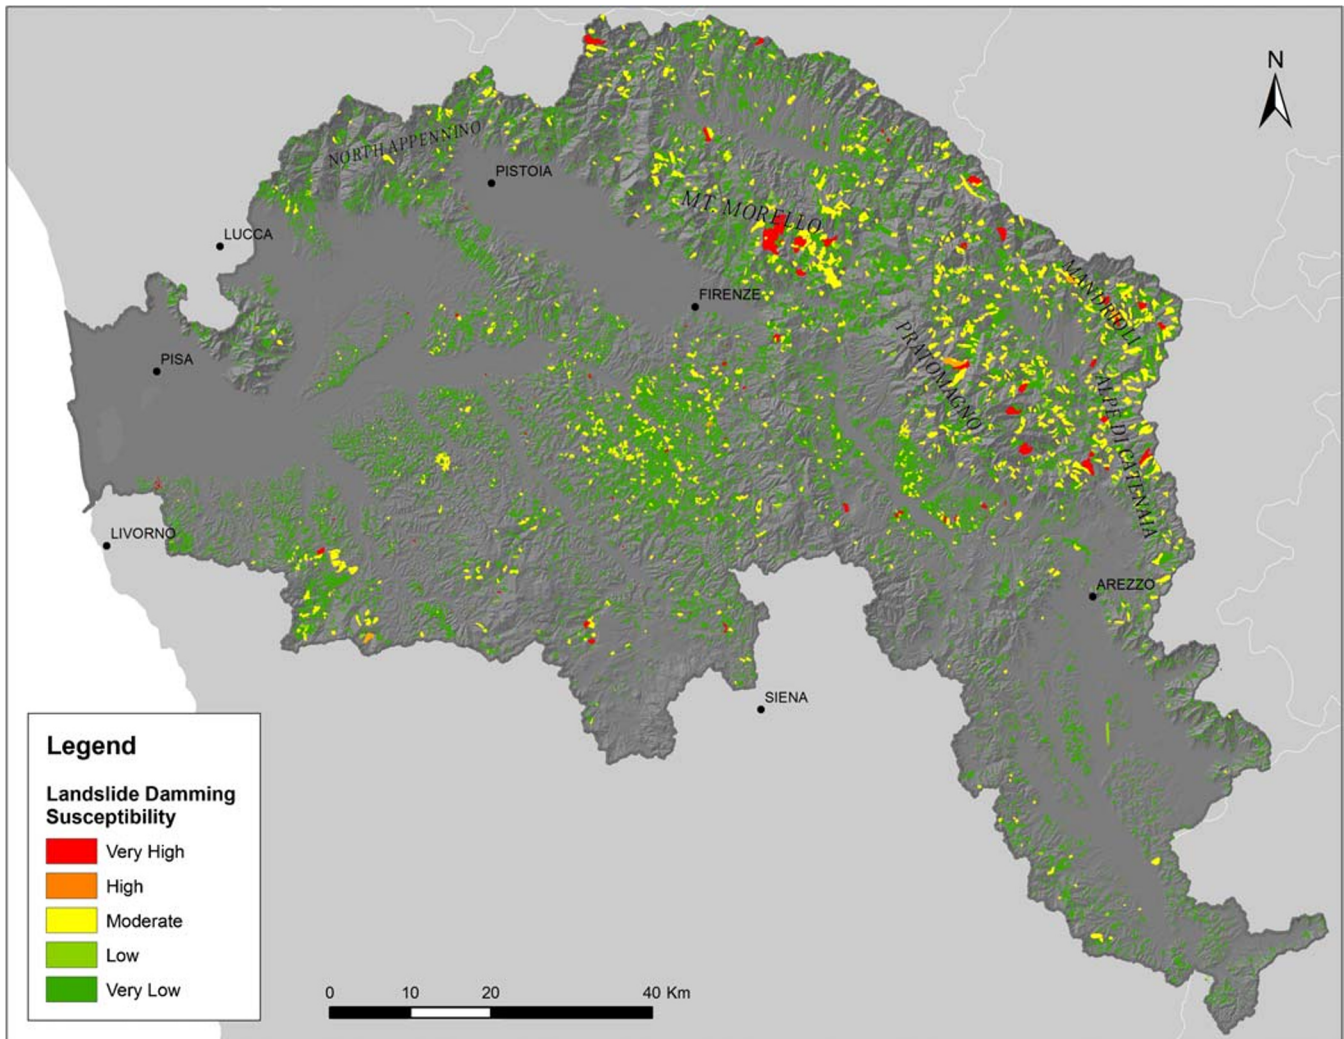 N
NORTH APPENNINO
PISTOIA
MT. MORELLO
LUCCA
MANDRIOLI
FIRENZE
PRATOMAGNO
PISA
ALPE DI CATENAIA
LIVORNO
AREZZO
SIENA
Legend
Landslide Damming
Susceptibility
Very High
High
Moderate
Low
Very Low
0 10 20 40 Km